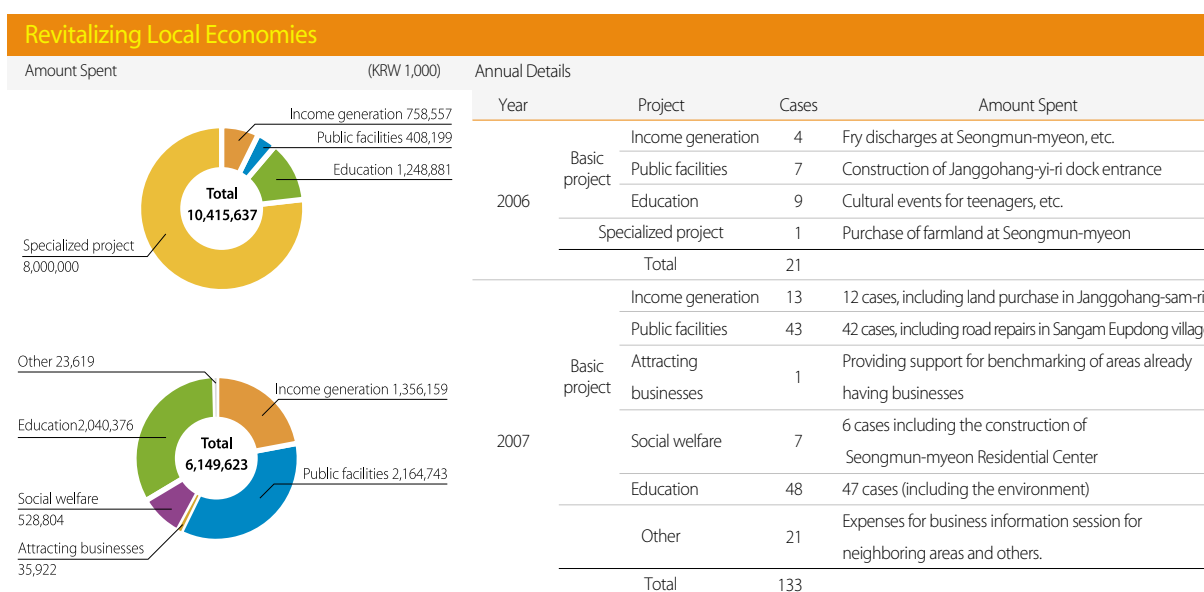 Revitalizing Local Economies
Amount Spent (KRW 1,000)
Income generation 758,557
Public facilities 408,199
Education 1,248,881
Total
10,415,637
Specialized project
8,000,000
Other 23,619
Income generation 1,356,159
Education2,040,376
Total
6,149,623
Public facilities 2,164,743
Social welfare
528,804
Attracting businesses
35,922
Annual Details
Year Project Cases Amount Spent
2006
Basic
project
Income generation 4 Fry discharges at Seongmun-myeon, etc.
Public facilities 7 Construction of Janggohang-yi-ri dock entrance
Education 9 Cultural events for teenagers, etc.
Specialized project 1 Purchase of farmland at Seongmun-myeon
Total 21
2007
Basic
project
Income generation 13 12 cases, including land purchase in Janggohang-sam-ri
Public facilities 43 42 cases, including road repairs in Sangam Eupdong
Attracting
businesses
1
Providing support for benchmarking of areas already
having businesses
Social welfare 7
6 cases including the construction of
Seongmun-myeon Residential Center
Education 48 47 cases (including the environment)
Other 21
Expenses for business information session for
neighboring areas and others.
Total 133